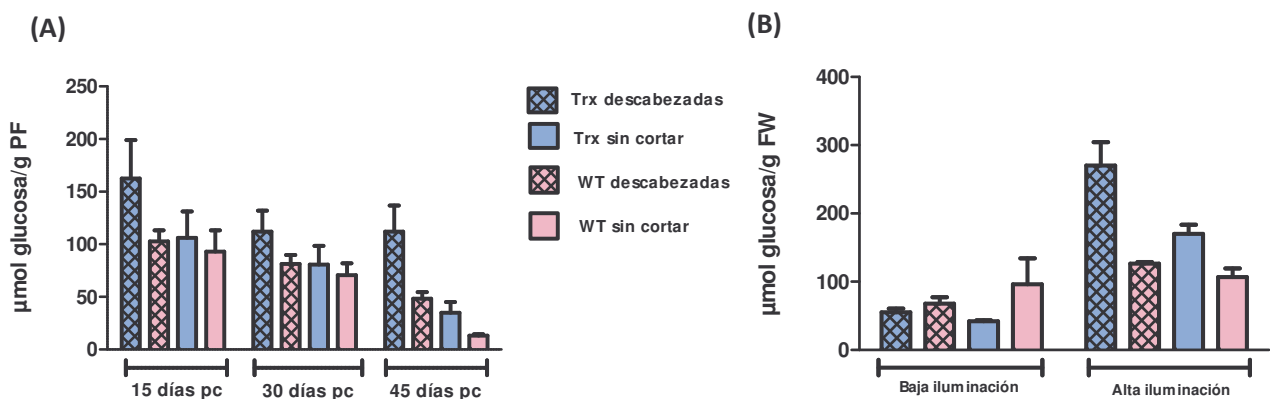 (A)
(B)
250
200
150
100
50
0
µmol glucosa/g PF
15 días pc
30 días pc
45 días pc
Trx descabezadas
Trx sin cortar
WT descabezadas
WT sin cortar
400
300
200
100
0
µmol glucosa/g FW
Baja iluminación
Alta iluminación